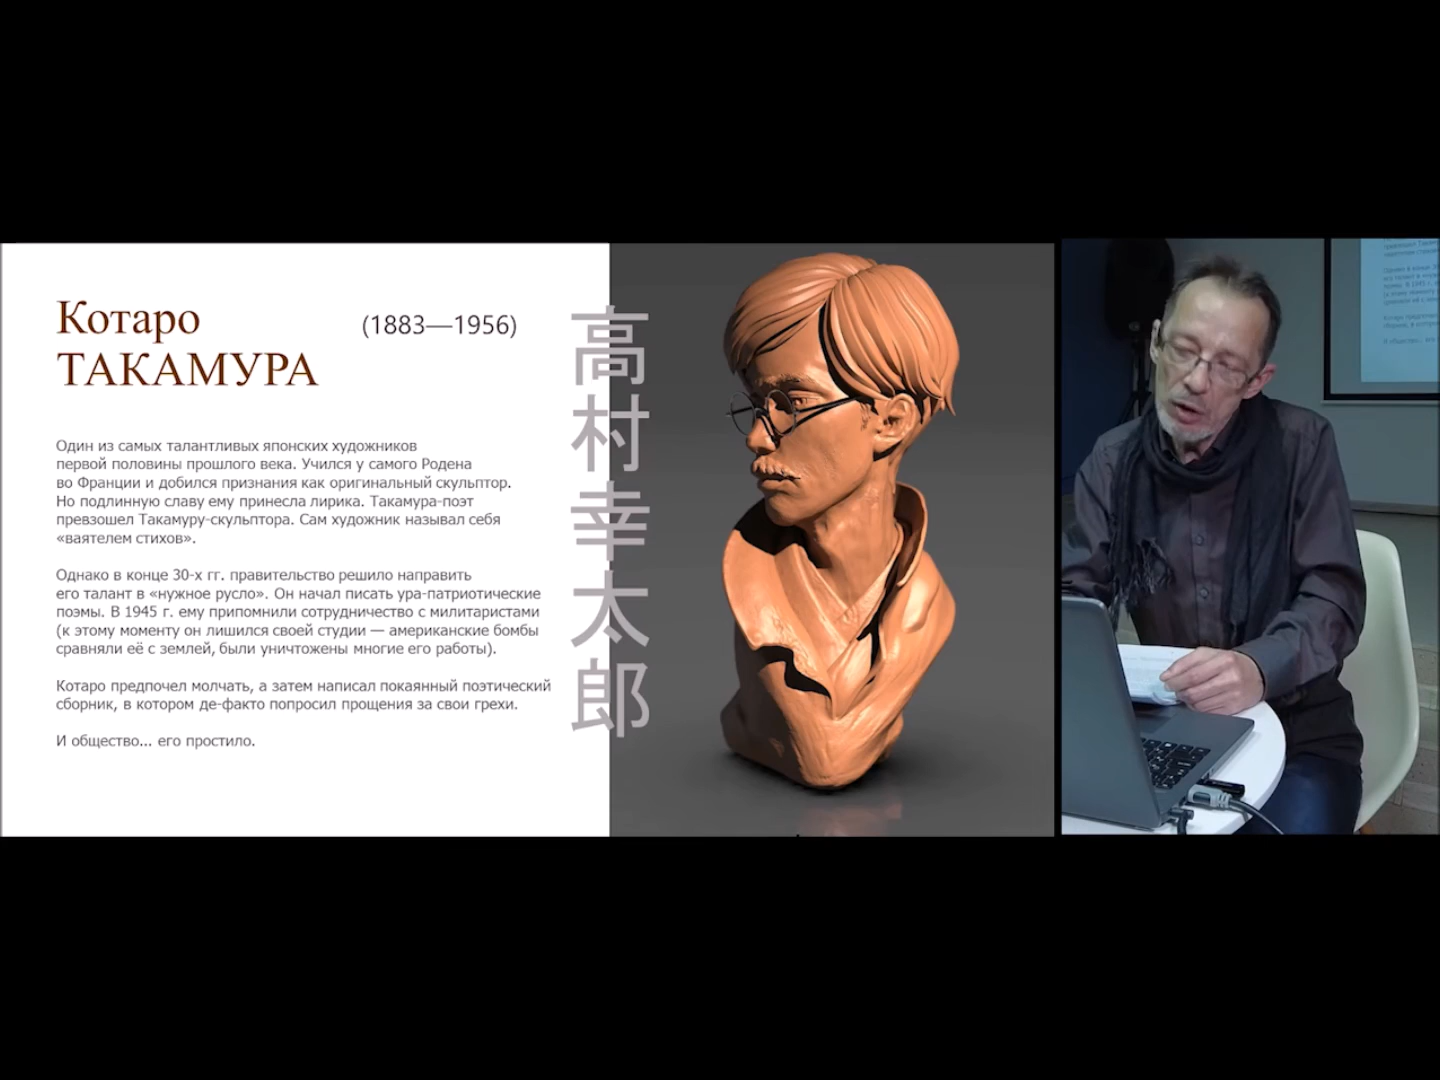 Котаро
ТАКАМУРА
(1883—1956)
Один из самых талантливых японских художников
первой половины прошлого века. Учился у самого Родена
во Франции и добился признания как оригинальный скульптор.
Но подлинную славу ему принесла лирика. Такамура-поэт
превзошел Такамуру-скульптора. Сам художник называл себя
«ваятелем стихов».
Однако в конце 30-х гг. правительство решило направить
его талант в «нужное русло». Он начал писать ура-патриотические
поэмы. В 1945 г. ему припомнили сотрудничество с милитаристами
(к этому моменту он лишился своей студии — американские бомбы
сравняли её с землей, были уничтожены многие его работы).
Котаро предпочел молчать, а затем написал покаянный поэтический
сборник, в котором де-факто попросил прощения за свои грехи.
И общество... его простило.
高村幸太郎